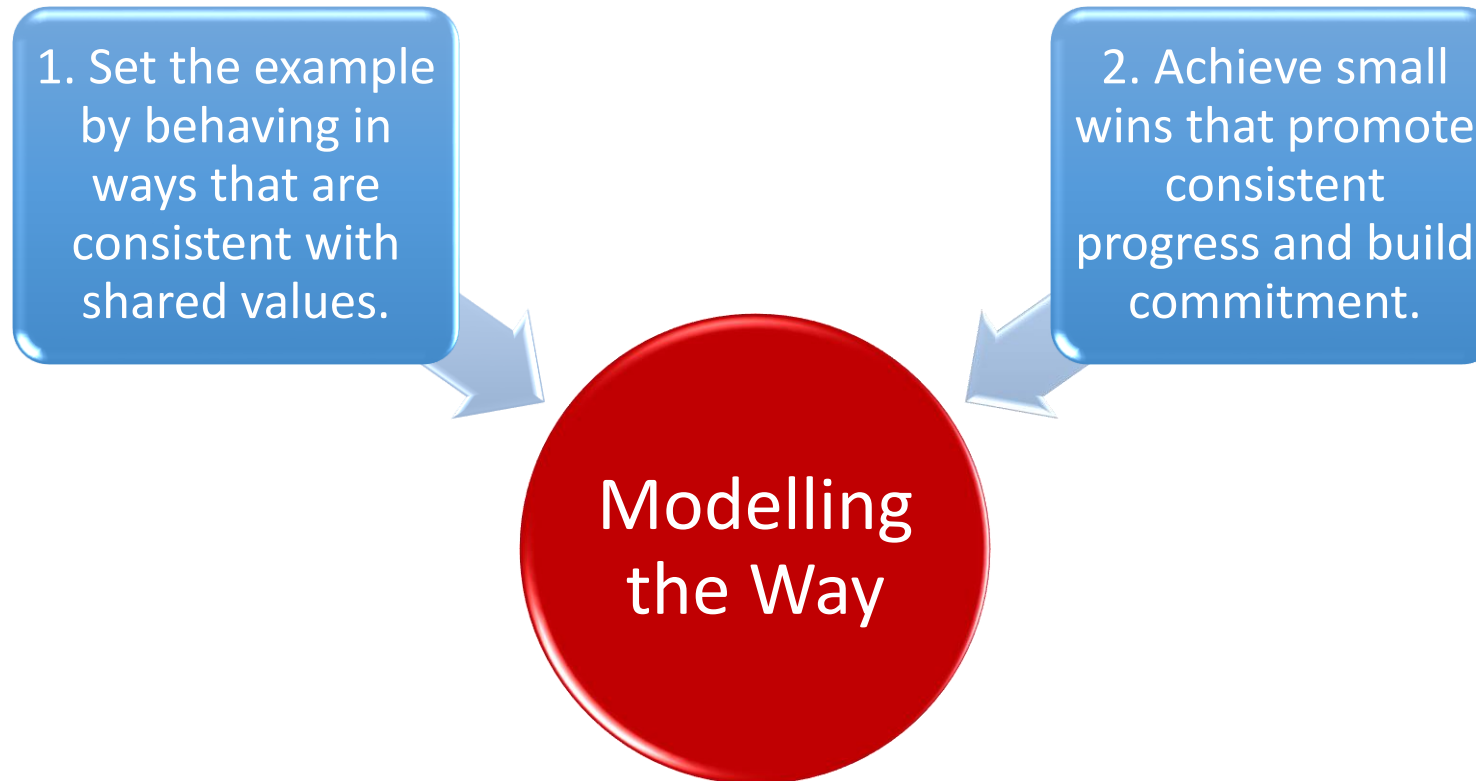 1. Set the example
by behaving in
ways that are
consistent with
shared values.
2. Achieve small
wins that promote
consistent
progress and build
commitment.
Modelling
the Way